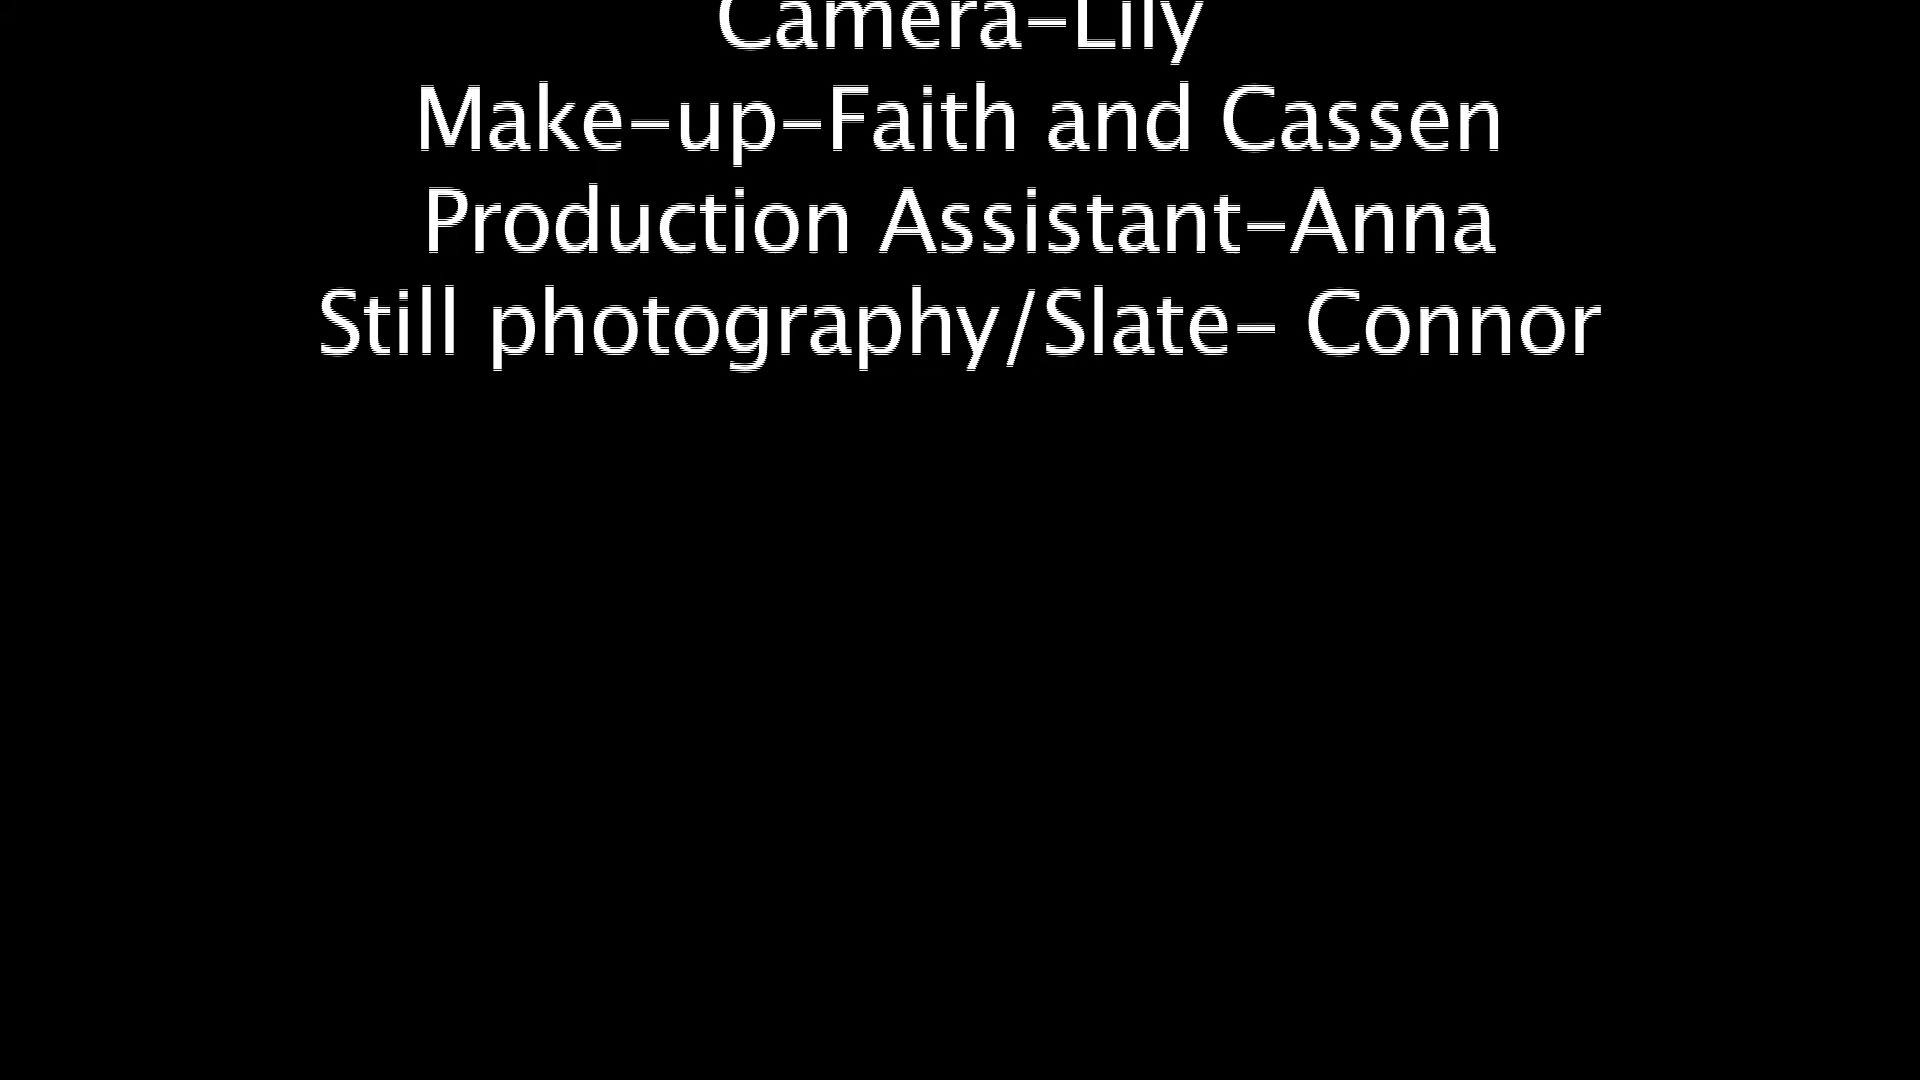 Camera-Lily
Make-up-Faith and Cassen
Production Assistant-Anna
Still photography/Slate- Connor